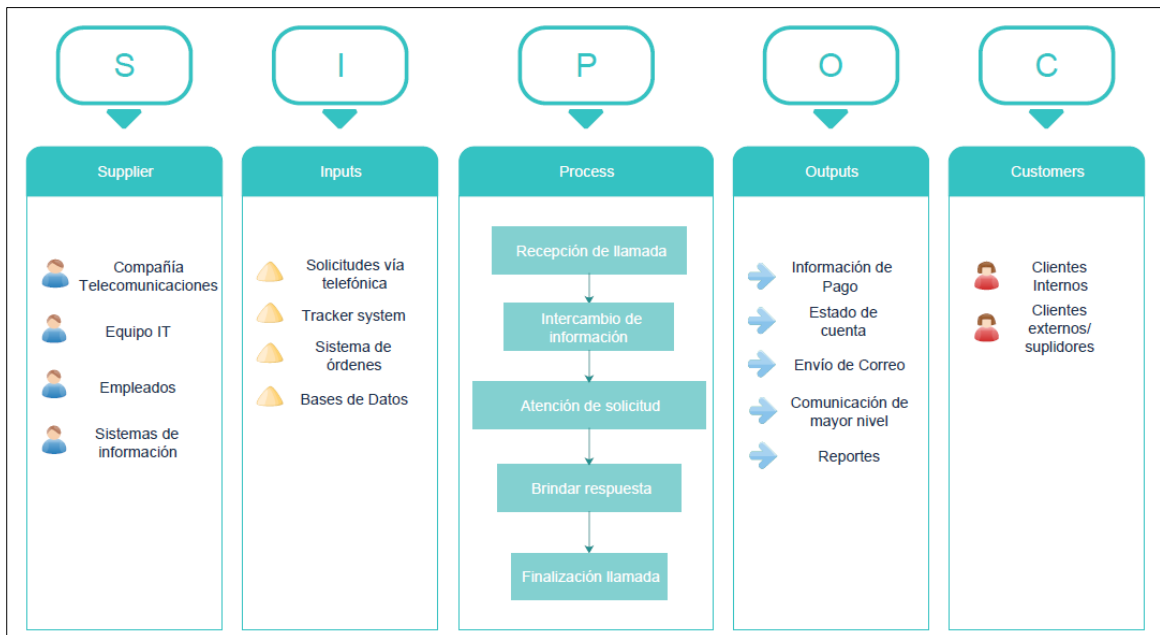 S
I
P
O
C
Supplier
Inputs
Process
Outputs
Customers
Compañía
Telecomunicaciones
Equipo IT
Empleados
Sistemas de
información
Solicitudes vía
telefónica
Tracker system
Sistema de
órdenes
Bases de Datos
Recepción de llamada
Intercambio de
información
Atención de solicitud
Brindar respuesta
Finalización llamada
Información de
Pago
Estado de
cuenta
Envío de Correo
Comunicación de
mayor nivel
Reportes
Clientes
Internos
Clientes
externos/
suplidores